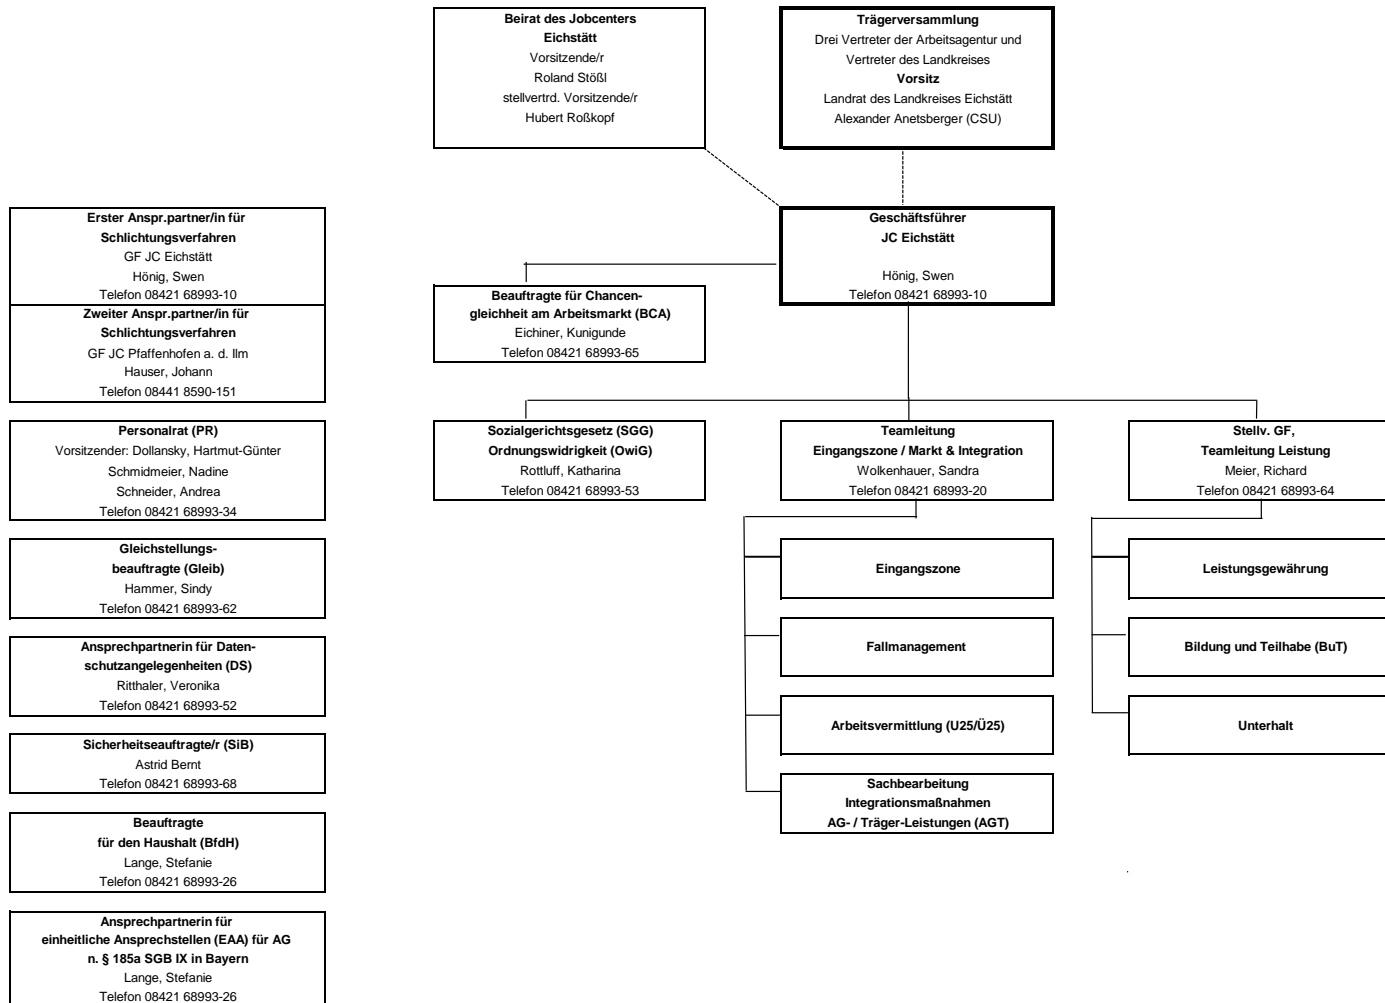 Beirat des Jobcenters
Eichstätt
Vorsitzende/r
Roland Stößl
stellvertrd. Vorsitzende/r
Hubert Roßkopf
Trägerversammlung
Drei Vertreter der Arbeitsagentur und
Vertreter des Landkreises
Vorsitz
Landrat des Landkreises Eichstätt
Alexander Anetsberger (CSU)
Erster Anspr.partner/in für
Schlichtungsverfahren
GF JC Eichstätt
Hönig, Swen
Telefon 08421 68993-10
Zweiter Anspr.partner/in für
Schlichtungsverfahren
GF JC Pfaffenhofen a. d. Ilm
Hauser, Johann
Telefon 08441 8590-151
Geschäftsführer
JC Eichstätt
Hönig, Swen
Telefon 08421 68993-10
Beauftragte für Chancen-
gleichheit am Arbeitsmarkt (BCA)
Eichiner, Kunigunde
Telefon 08421 68993-65
Personalrat (PR)
Vorsitzender: Dollansky, Hartmut-Günter
Schmidmeier, Nadine
Schneider, Andrea
Telefon 08421 68993-34
Sozialgerichtsgesetz (SGG)
Ordnungswidrigkeit (OwiG)
Rottluff, Katharina
Telefon 08421 68993-53
Teamleitung
Eingangszone / Markt & Integration
Wolkenhauer, Sandra
Telefon 08421 68993-20
Stellv. GF,
Teamleitung Leistung
Meier, Richard
Telefon 08421 68993-64
Gleichstellungs-
beauftragte (Gleib)
Hammer, Sindy
Telefon 08421 68993-62
Eingangszone
Leistungsgewährung
Ansprechpartnerin für Daten-
schutzangelegenheiten (DS)
Ritthaler, Veronika
Telefon 08421 68993-52
Fallmanagement
Bildung und Teilhabe (BuT)
Sicherheitseauftragte/r (SiB)
Astrid Bernt
Telefon 08421 68993-68
Arbeitsvermittlung (U25/Ü25)
Unterhalt
Sachbearbeitung
Integrationsmaßnahmen
AG- / Träger-Leistungen (AGT)
Beauftragte
für den Haushalt (BfdH)
Lange, Stefanie
Telefon 08421 68993-26
Ansprechpartnerin für
einheitliche Ansprechstellen (EAA) für AG
n. § 185a SGB IX in Bayern
Lange, Stefanie
Telefon 08421 68993-26